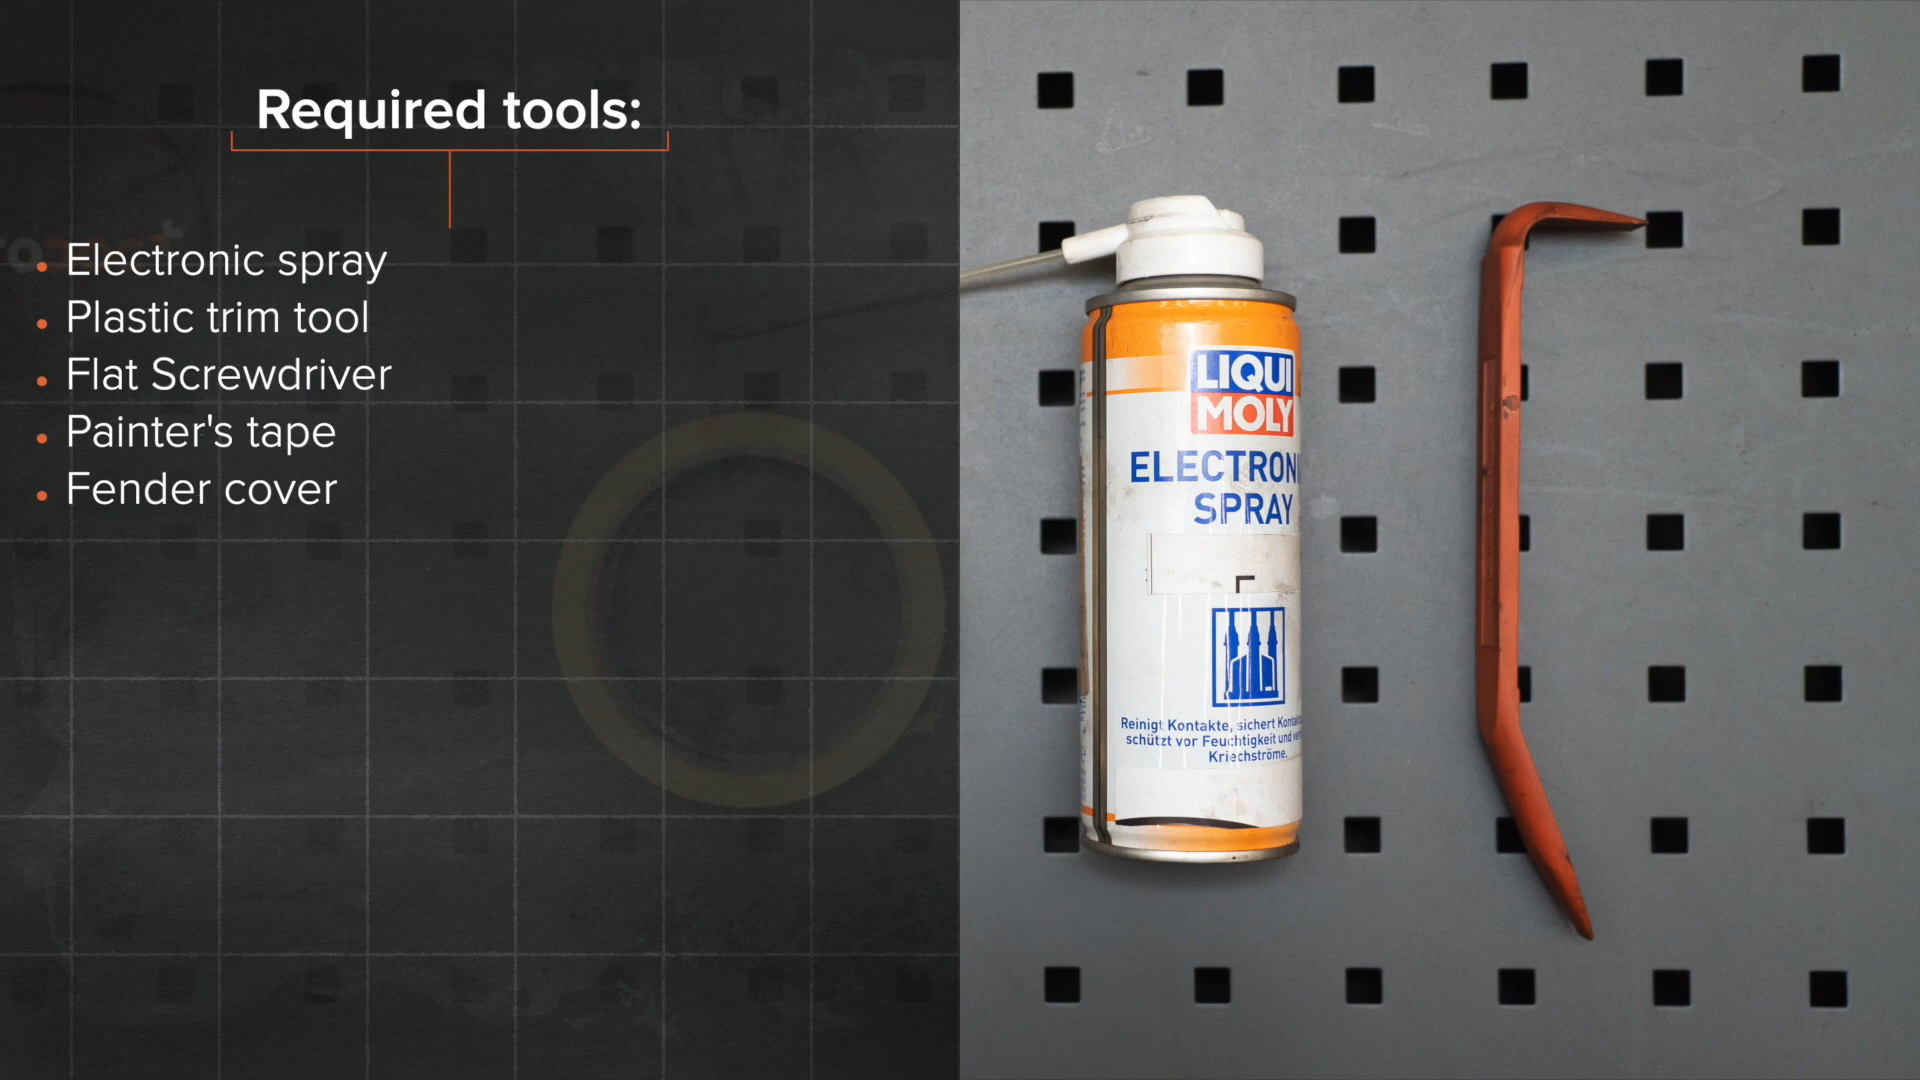 Required tools:
Electronic spray
Plastic trim tool
Flat Screwdriver
Painter's tape
Fender cover
LIQUI
MOLY
ELECTRONI
SPRAY
Reinigt Kontakte, sichert
schützt vor Feuchtigkeit und
Kriechströme.